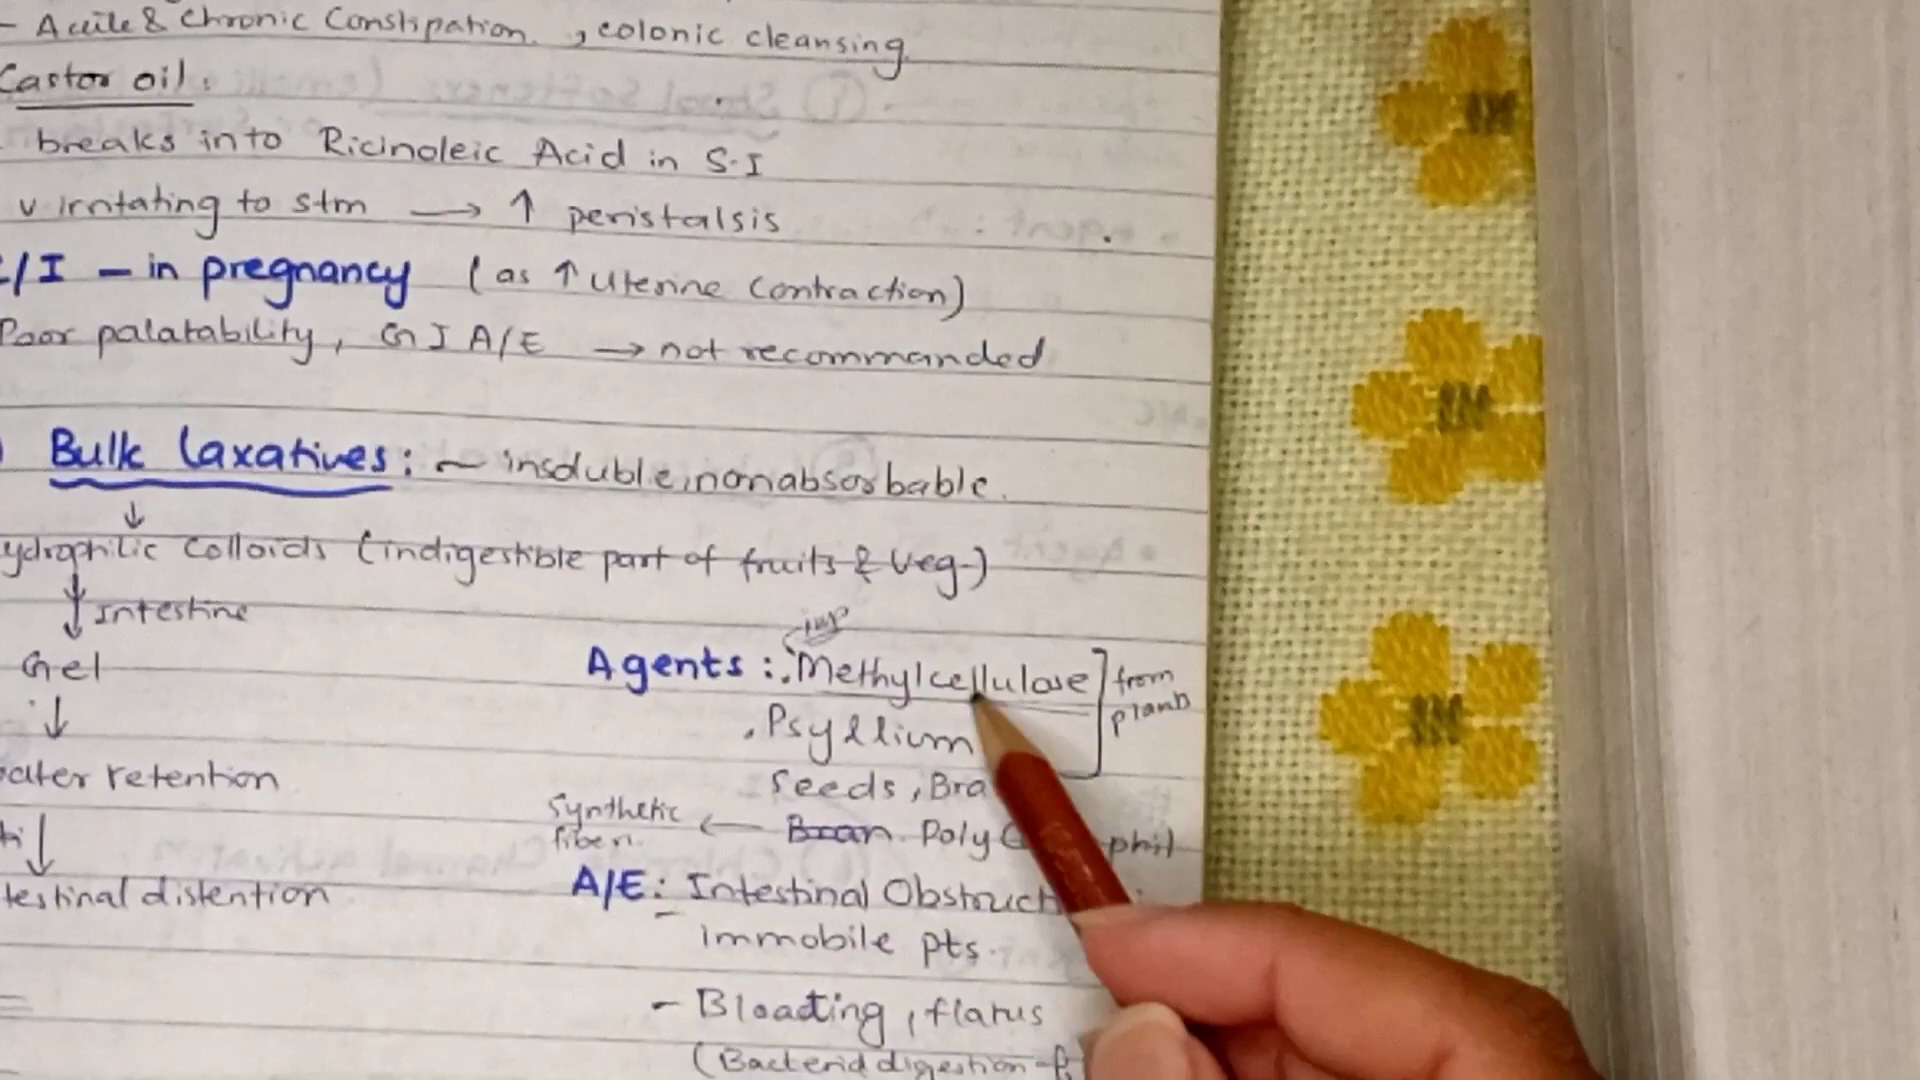 - Acute & Chronic Constipation, colonic cleansing
Castor oil:
breaks into Ricinoleic Acid in S.I
v irritating to stm → ↑ peristalsis
C/I - in pregnancy (as ↑ Uterine Contraction)
Poor palatability, GI A/E → not recommanded
Bulk laxatives: ~ insoluble, nonabsorbable.
↓
ydrophilic Colloids (indigestible part of fruits & Veg.)
↓ Intestine
Gel
↓
water retention
↓
testinal distention
imp
Agents: . Methylcellulose ] from
. Psyllium plants
Seeds, Bra
Synthetic fiber. ← Poly phil
A/E: Intestinal Obstruct
immobile pts.
- Bloating, flatus
(Bacterial digestion